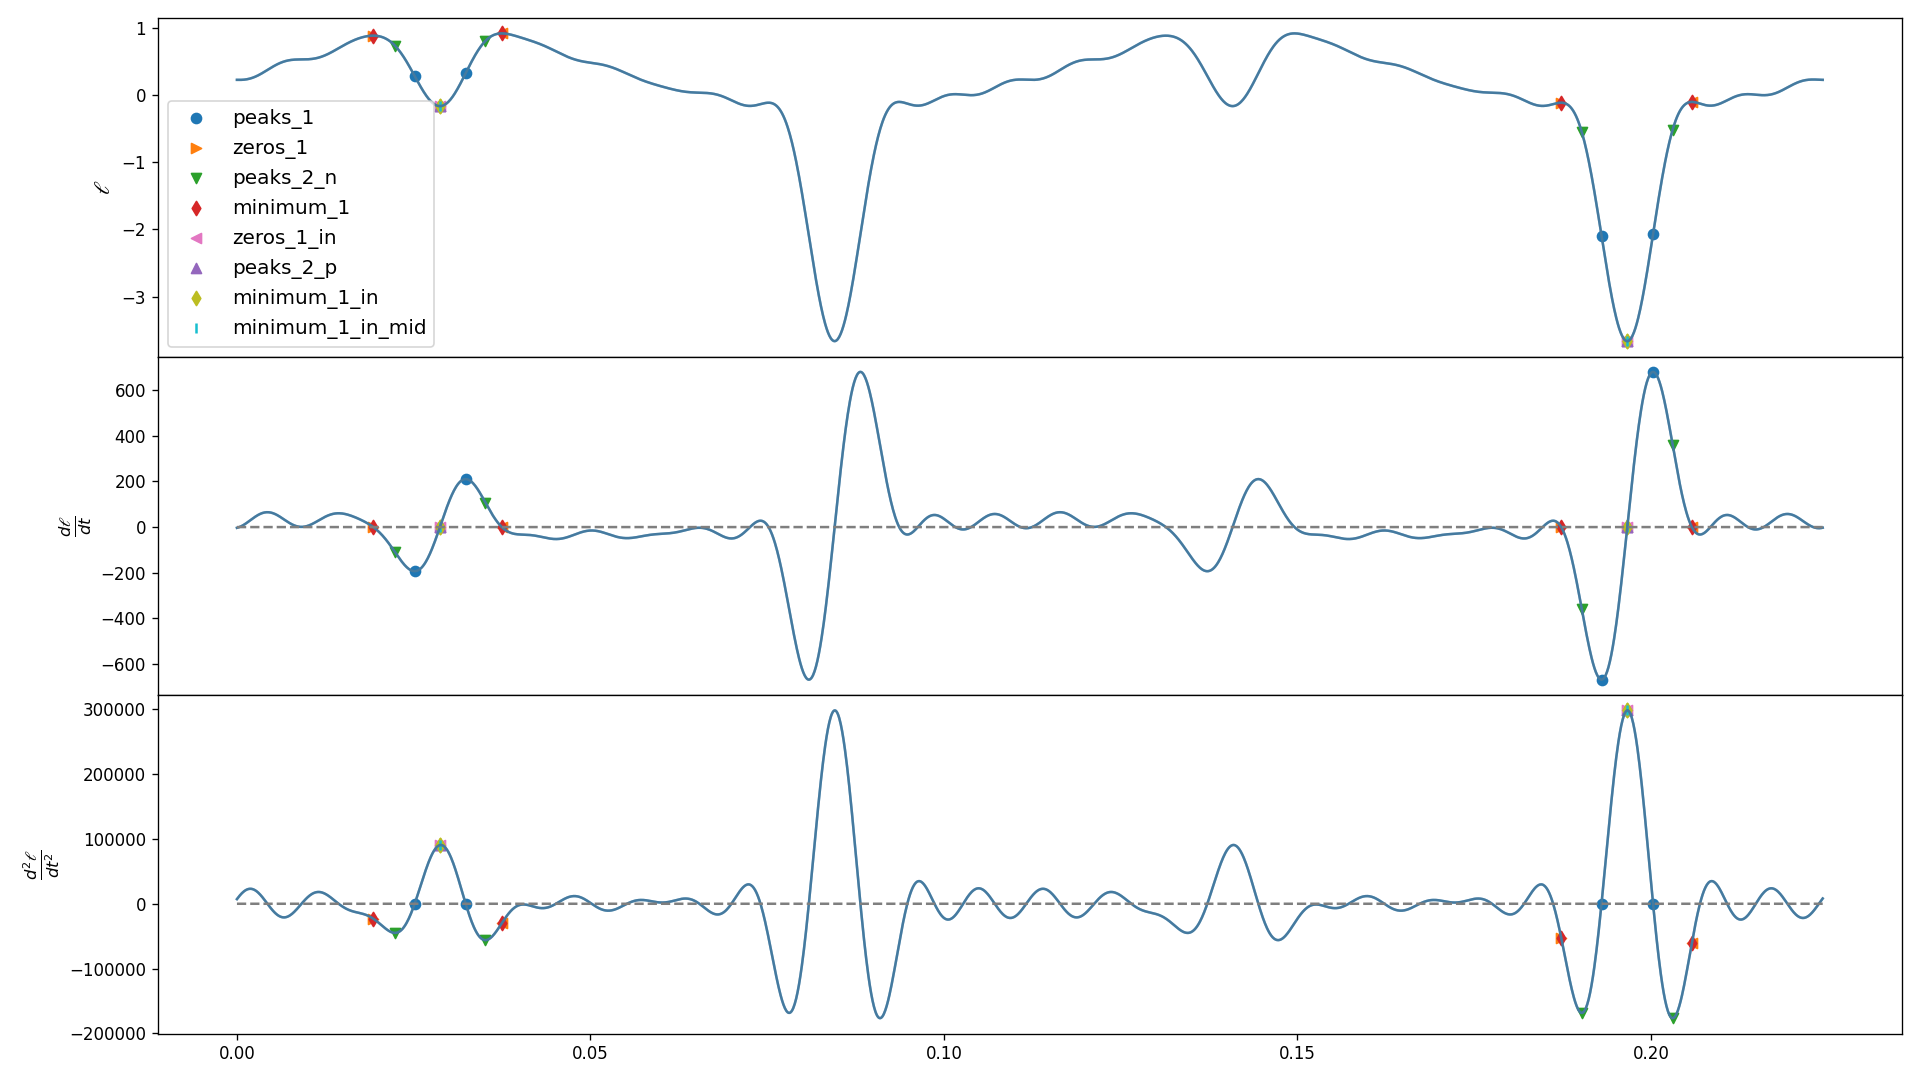 1
0
−1
−2
−3
ℓ
peaks_1
zeros_1
peaks_2_n
minimum_1
zeros_1_in
peaks_2_p
minimum_1_in
minimum_1_in_mid
600
400
200
0
−200
−400
−600
dℓ
dt
300000
200000
100000
0
−100000
−200000
d²ℓ
dt²
0.00 0.05 0.10 0.15 0.20